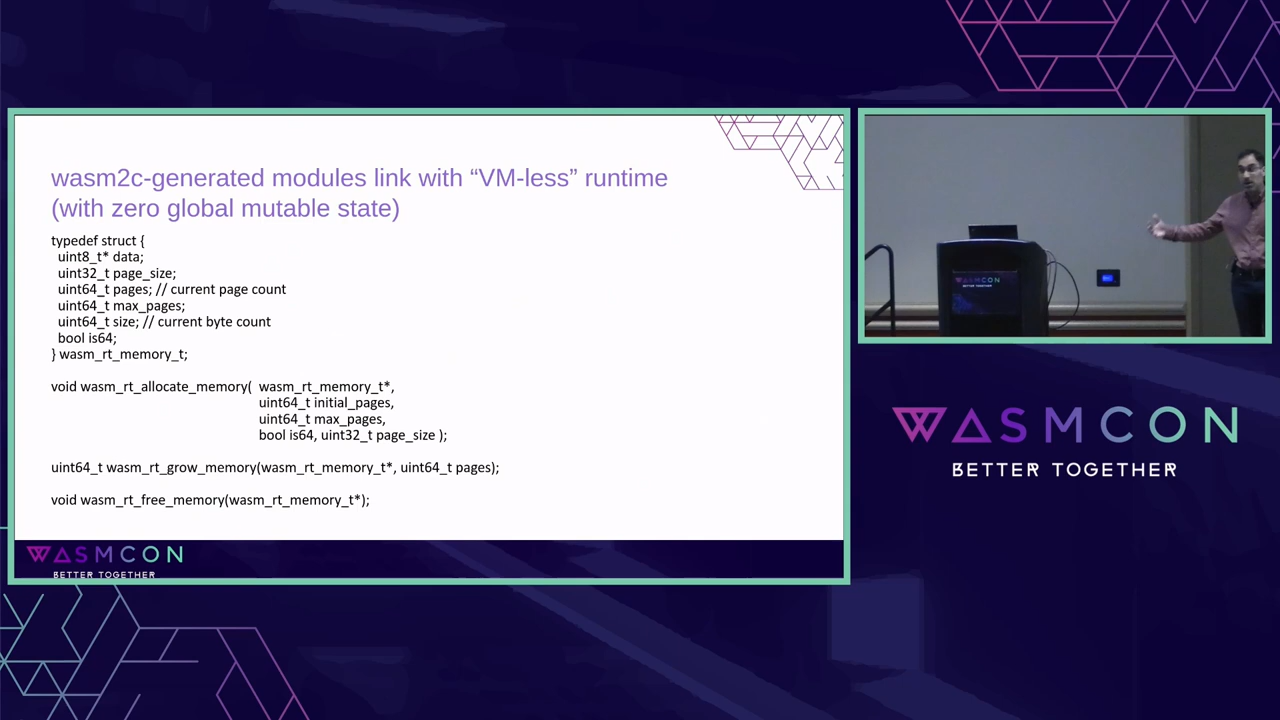 wasm2c-generated modules link with “VM-less” runtime
(with zero global mutable state)
typedef struct {
uint8_t* data;
uint32_t page_size;
uint64_t pages; // current page count
uint64_t max_pages;
uint64_t size; // current byte count
bool is64;
} wasm_rt_memory_t;
void wasm_rt_allocate_memory( wasm_rt_memory_t*,
uint64_t initial_pages,
uint64_t max_pages,
bool is64, uint32_t page_size );
uint64_t wasm_rt_grow_memory(wasm_rt_memory_t*, uint64_t pages);
void wasm_rt_free_memory(wasm_rt_memory_t*);
WASMCON
BETTER TOGETHER
WASMCON
BETTER TOGETHER
WASMCON
BETTER TOGETHER